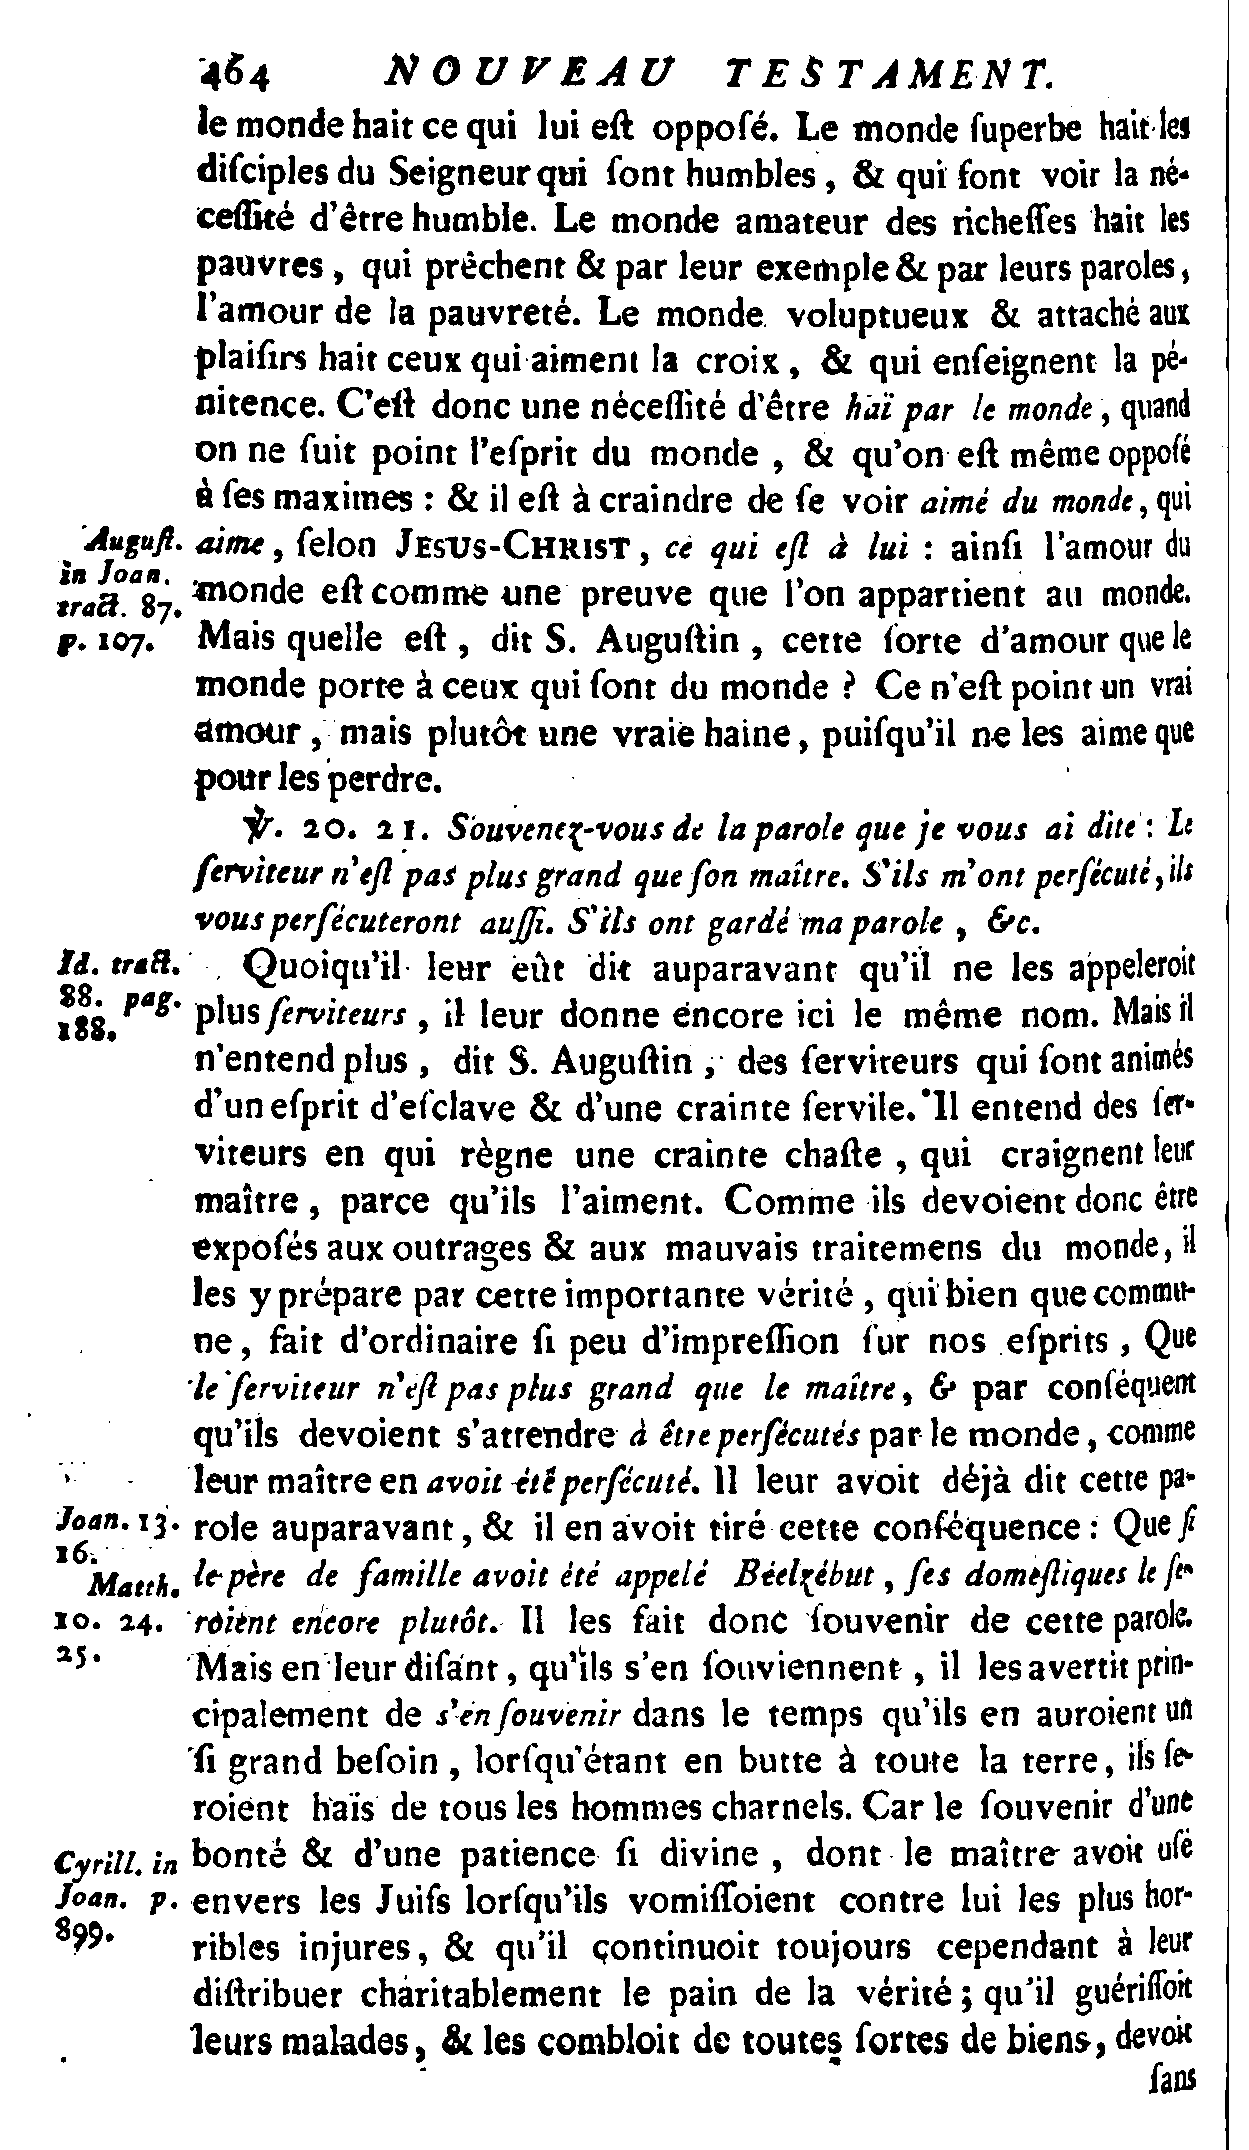 464 NOUVEAU TESTAMENT.
le monde hait ce qui lui eſt oppoſé. Le monde ſuperbe hait les
diſciples du Seigneur qui ſont humbles, & qui font voir la né-
ceſſité d'être humble. Le monde amateur des richeſſes hait les
pauvres, qui prêchent & par leur exemple & par leurs paroles,
l'amour de la pauvreté. Le monde voluptueux & attaché aux
plaiſirs hait ceux qui aiment la croix, & qui enſeignent la pé-
nitence. C'eſt donc une néceſſité d'être haï par le monde, quand
on ne ſuit point l'eſprit du monde, & qu'on eſt même oppoſé
à ſes maximes : & il eſt à craindre de ſe voir aimé du monde, qui
Auguſt. aime, ſelon JESUS-CHRIST, ce qui eſt à lui : ainſi l'amour du
in Joan.
tract. 87. monde eſt comme une preuve que l'on appartient au monde.
p. 107. Mais quelle eſt, dit S. Auguſtin, cette ſorte d'amour que le
monde porte à ceux qui ſont du monde ? Ce n'eſt point un vrai
amour, mais plutôt une vraie haine, puiſqu'il ne les aime que
pour les perdre.
℣. 20. 21. Souvenez-vous de la parole que je vous ai dite : Le
ſerviteur n'eſt pas plus grand que ſon maître. S'ils m'ont perſécuté, ils
vous perſécuteront auſſi. S'ils ont gardé ma parole, &c.
Id. tract. Quoiqu'il leur eût dit auparavant qu'il ne les appeleroit
88. pag. plus ſerviteurs, il leur donne encore ici le même nom. Mais il
188.
n'entend plus, dit S. Auguſtin, des ſerviteurs qui ſont animés
d'un eſprit d'eſclave & d'une crainte ſervile. Il entend des ſer-
viteurs en qui règne une crainte chaſte, qui craignent leur
maître, parce qu'ils l'aiment. Comme ils devoient donc être
expoſés aux outrages & aux mauvais traitemens du monde, il
les y prépare par cette importante vérité, qui bien que commu-
ne, fait d'ordinaire ſi peu d'impreſſion ſur nos eſprits, Que
le ſerviteur n'eſt pas plus grand que le maître, & par conſéquent
qu'ils devoient s'attendre à être perſécutés par le monde, comme
leur maître en avoit été perſécuté. Il leur avoit déjà dit cette pa-
Joan. 13. role auparavant, & il en avoit tiré cette conſéquence : Que ſi
16.
Matth. le père de famille avoit été appelé Béelzébut, ſes domeſtiques le ſe-
10. 24. roient encore plutôt. Il les fait donc ſouvenir de cette parole.
25. Mais en leur diſant, qu'ils s'en ſouviennent, il les avertit prin-
cipalement de s'en ſouvenir dans le temps qu'ils en auroient un
ſi grand beſoin, lorſqu'étant en butte à toute la terre, ils ſe-
roient haïs de tous les hommes charnels. Car le ſouvenir d'une
Cyrill. in bonté & d'une patience ſi divine, dont le maître avoit uſé
Joan. p. envers les Juifs lorſqu'ils vomiſſoient contre lui les plus hor-
899. ribles injures, & qu'il continuoit toujours cependant à leur
diſtribuer charitablement le pain de la vérité ; qu'il guériſſoit
leurs malades, & les combloit de toutes ſortes de biens, devoit
ſans